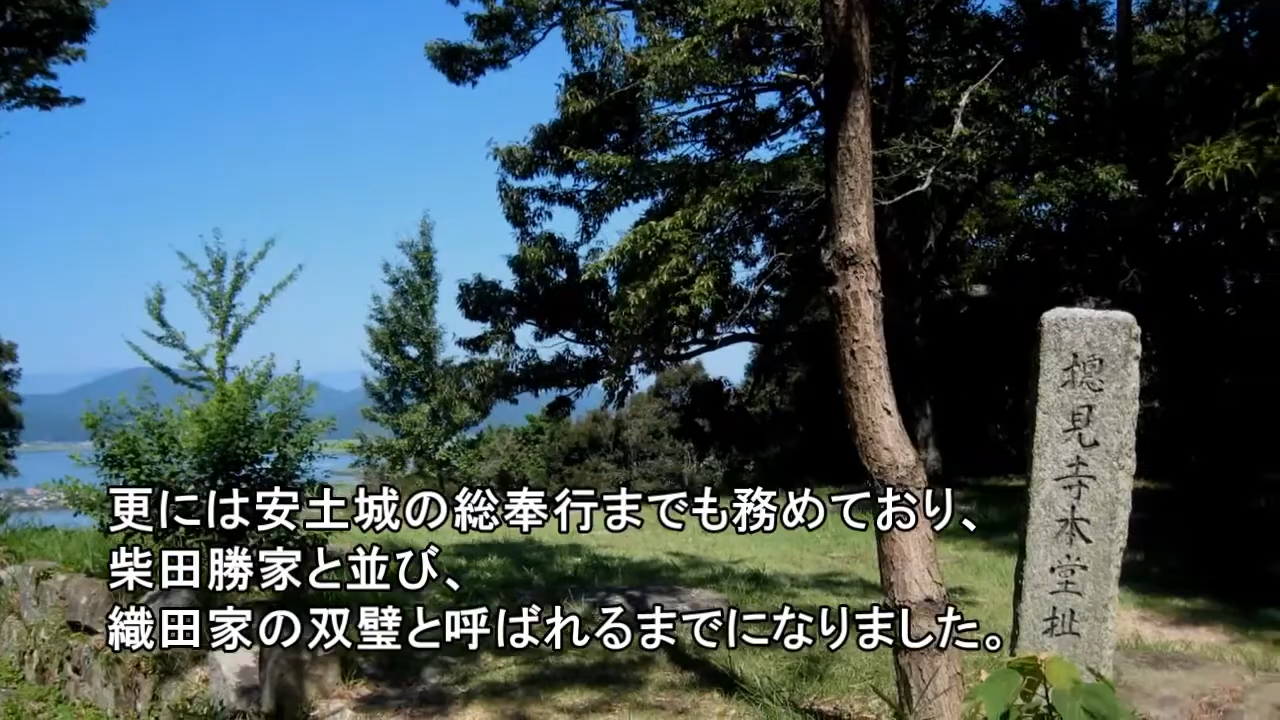 更には安土城の総奉行までも務めており、
柴田勝家と並び、
織田家の双璧と呼ばれるまでになりました。
摠見寺本堂址